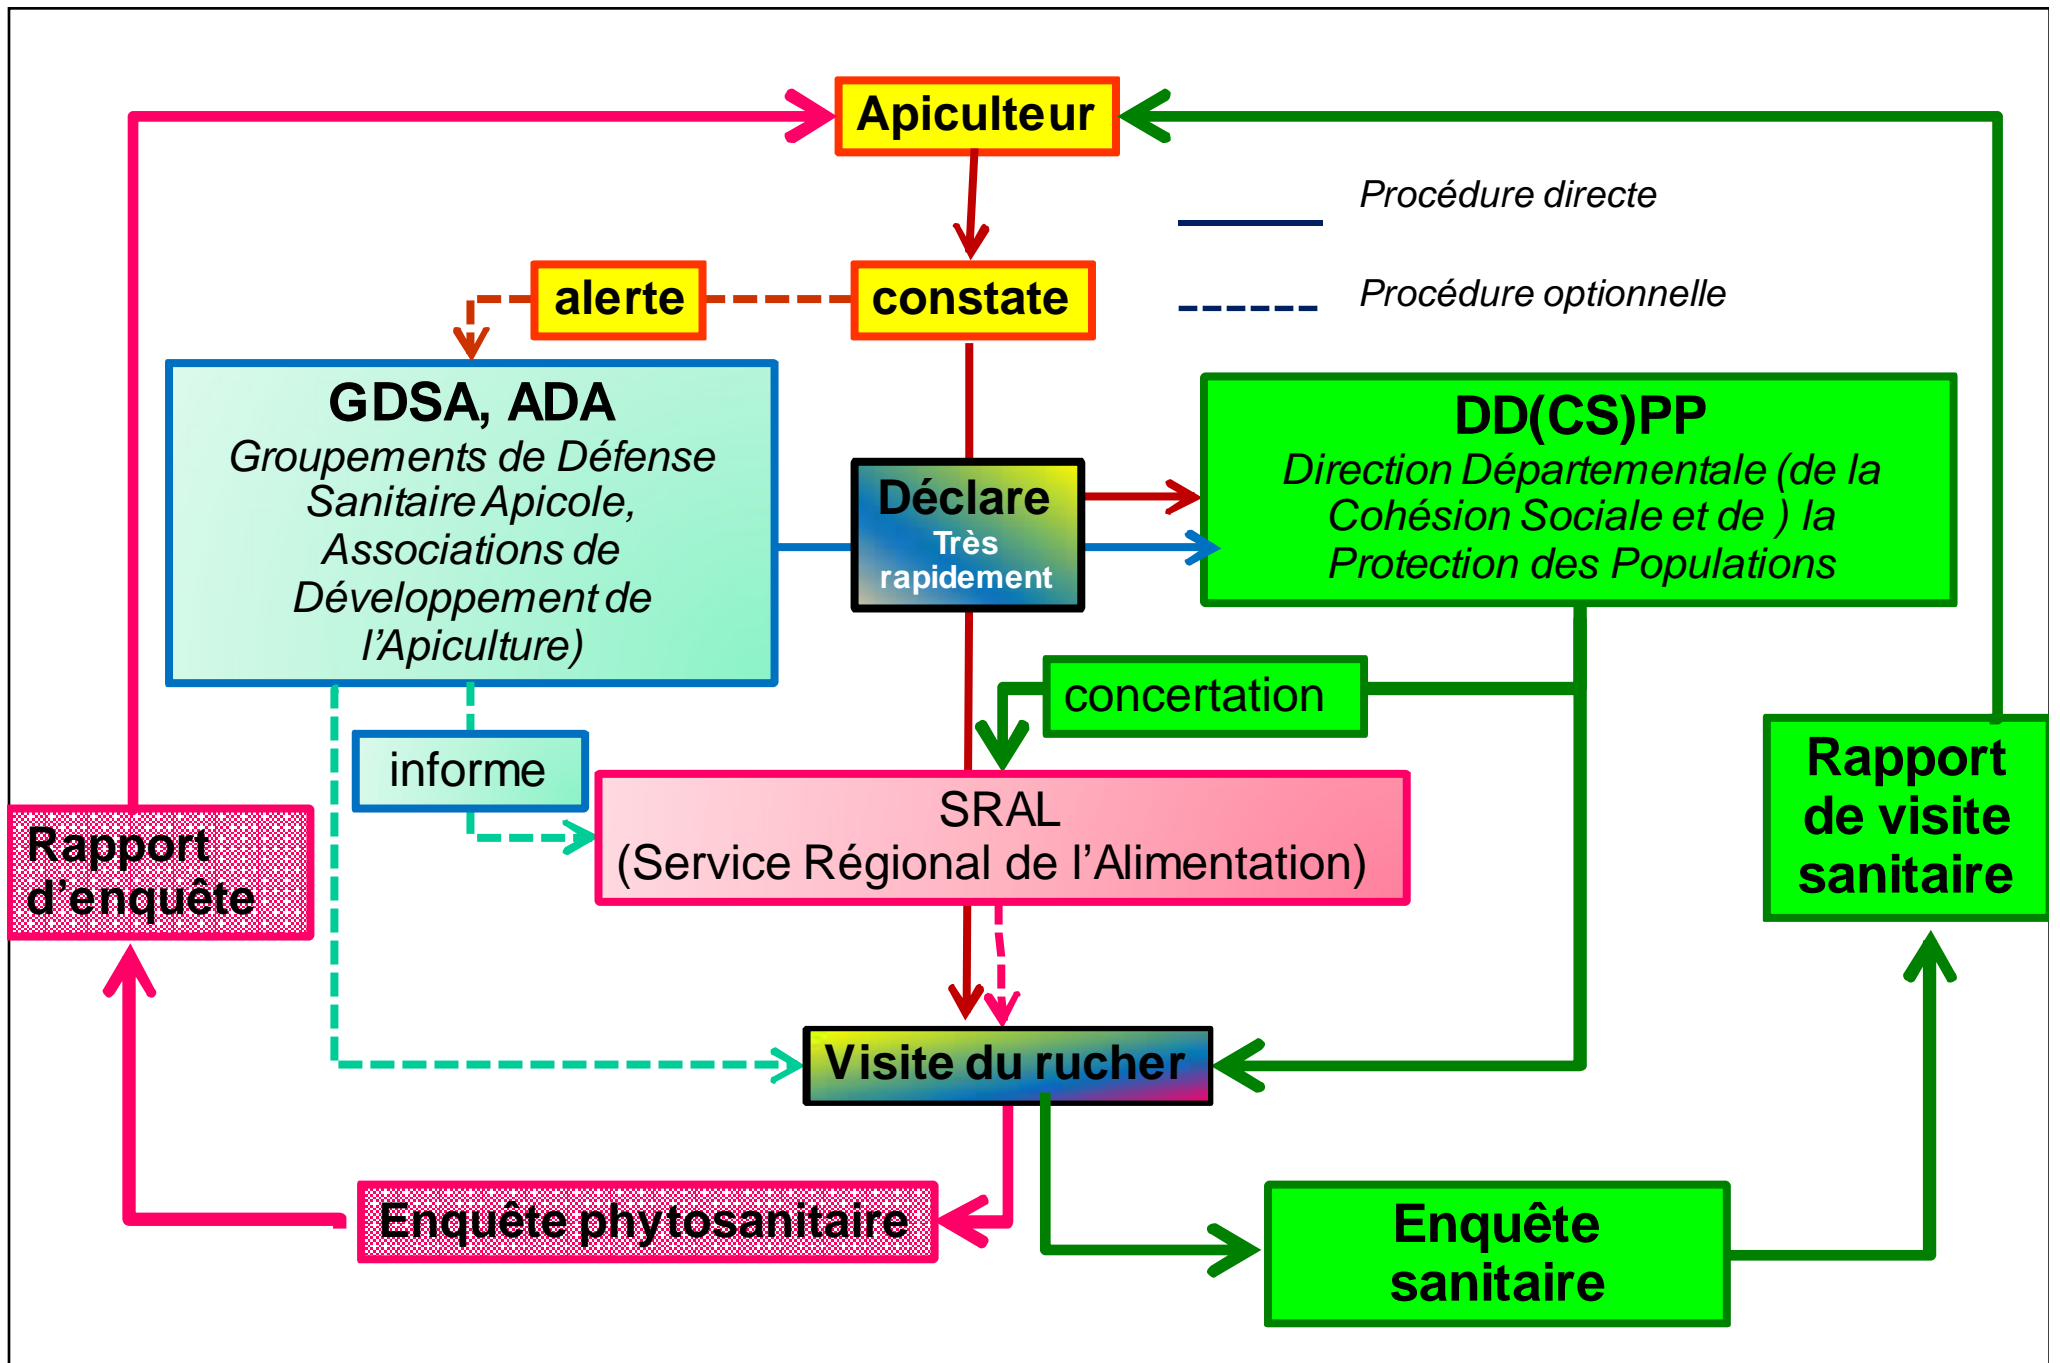 Apiculteur
Procédure directe
alerte
constate
Procédure optionnelle
GDSA, ADA
Groupements de Défense
Sanitaire Apicole,
Associations de
Développement de
l’Apiculture)
Déclare
Très
rapidement
DD(CS)PP
Direction Départementale (de la
Cohésion Sociale et de ) la
Protection des Populations
concertation
informe
SRAL
(Service Régional de l’Alimentation)
Rapport
d’enquête
Rapport
de visite
sanitaire
Visite du rucher
Enquête phytosanitaire
Enquête
sanitaire